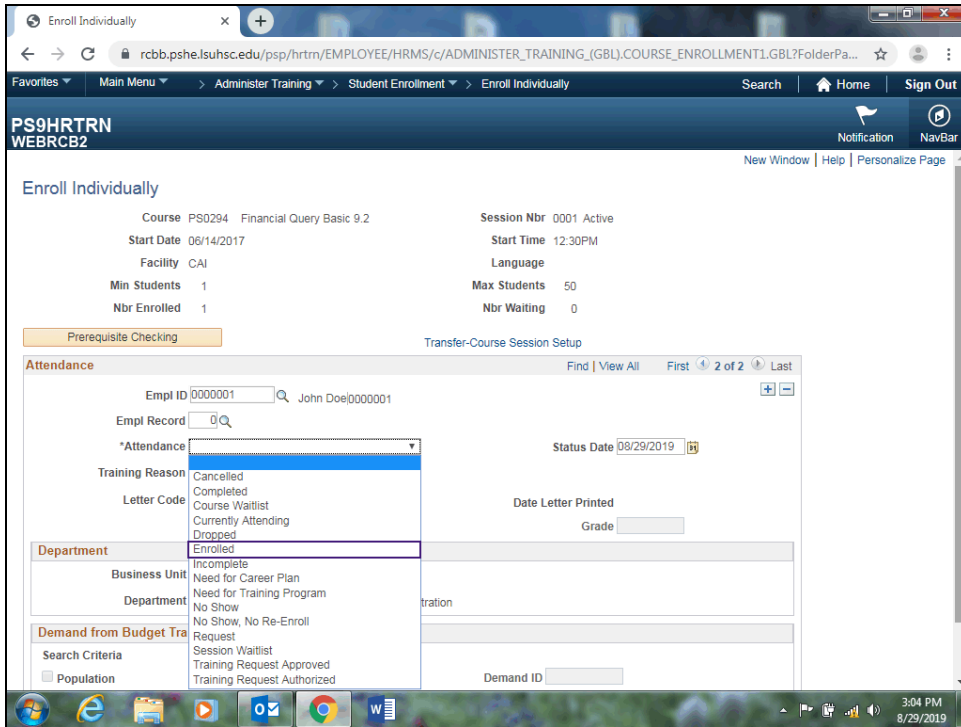 Enroll Individually
rcbb.pshe.lsuhsc.edu/psp/hrtrn/EMPLOYEE/HRMS/c/ADMINISTER_TRAINING_(GBL).COURSE_ENROLLMENT1.GBL?FolderPa...
Favorites Main Menu > Administer Training > Student Enrollment > Enroll Individually Search Home Sign Out
PS9HRTRN
WEBRCB2
Notification NavBar
New Window | Help | Personalize Page
Enroll Individually
Course PS0294 Financial Query Basic 9.2 Session Nbr 0001 Active
Start Date 06/14/2017 Start Time 12:30PM
Facility CAI Language
Min Students 1 Max Students 50
Nbr Enrolled 1 Nbr Waiting 0
Prerequisite Checking Transfer-Course Session Setup
Attendance Find | View All First 2 of 2 Last
Empl ID 0000001 John Doe 0000001
Empl Record 0
*Attendance Status Date 08/29/2019
Training Reason Cancelled
Completed
Letter Code Course Waitlist Date Letter Printed
Currently Attending
Dropped Grade
Enrolled
Department
Incomplete
Business Unit Need for Career Plan
Need for Training Program
Department No Show tration
No Show, No Re-Enroll
Demand from Budget Tra Request
Search Criteria Session Waitlist
Training Request Approved
Population Training Request Authorized Demand ID
3:04 PM
8/29/2019